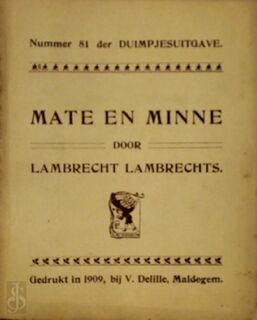 Nummer 81 der DUIMPJESUITGAVE.
MATE EN MINNE
DOOR
LAMBRECHT LAMBRECHTS.
Gedrukt in 1909, bij V. Delille, Maldegem.